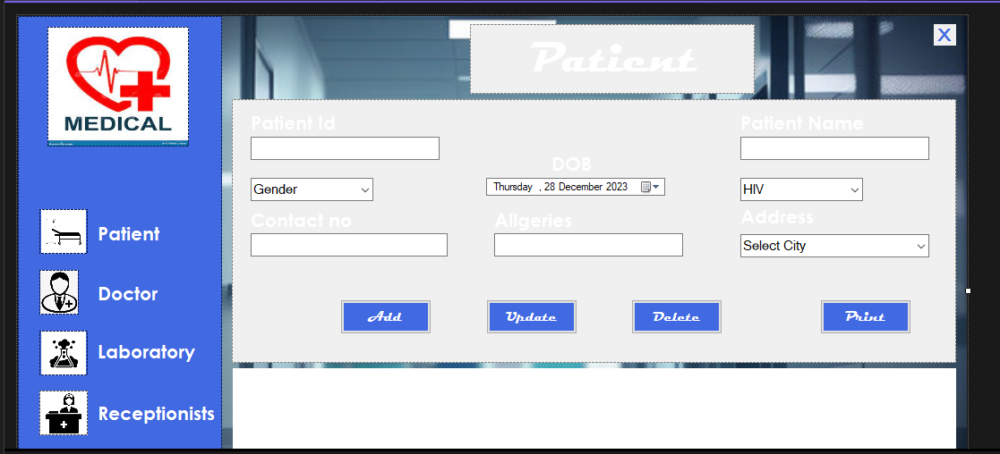 MEDICAL
Patient
Doctor
Laboratory
Receptionists
Patient
X
Patient Id
Patient Name
DOB
Gender
Thursday , 28 December 2023
HIV
Contact no
Allgeries
Address
Select City
Add
Update
Delete
Print